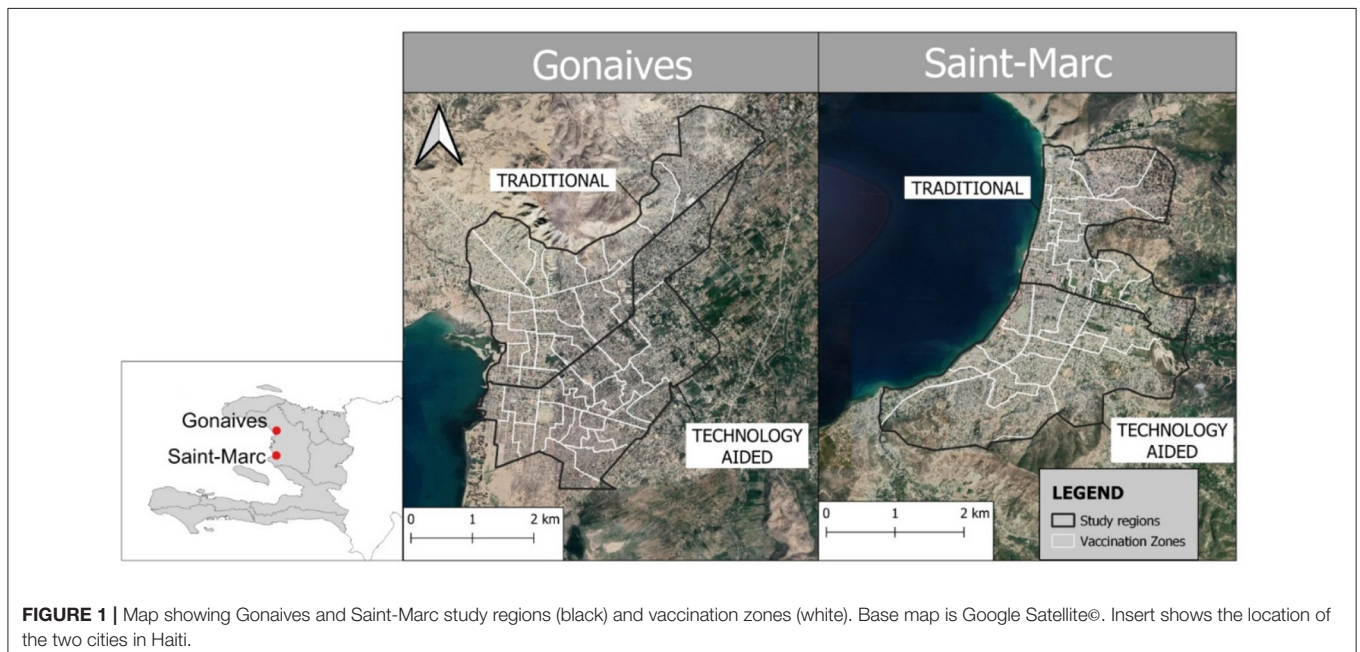 Gonaives
Saint-Marc
TRADITIONAL
TRADITIONAL
TECHNOLOGY
AIDED
TECHNOLOGY
AIDED
Gonaives
Saint-Marc
0 1 2 km
0 1 2 km
LEGEND
Study regions
Vaccination Zones
FIGURE 1 | Map showing Gonaives and Saint-Marc study regions (black) and vaccination zones (white). Base map is Google Satellite©. Insert shows the location of
the two cities in Haiti.